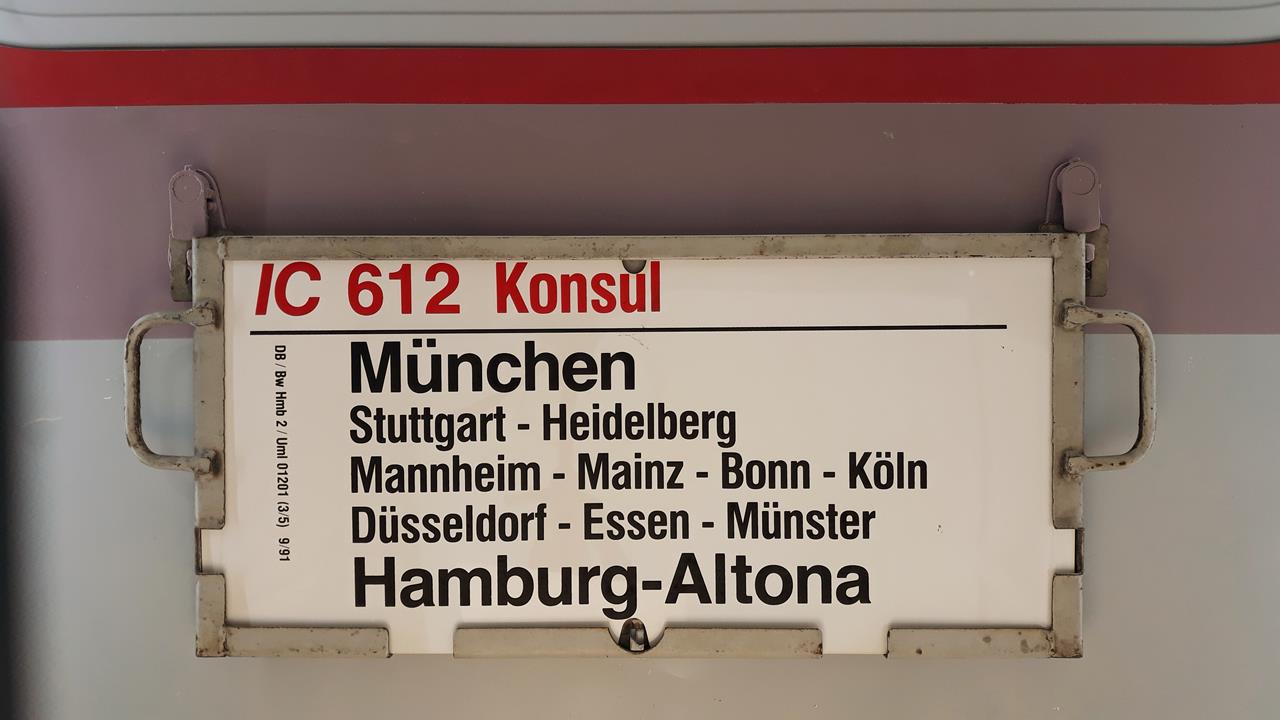 IC 612 Konsul
DB / Bw Hmb 2 / Uml 01201 (3/5) 9/91
München
Stuttgart - Heidelberg
Mannheim - Mainz - Bonn - Köln
Düsseldorf - Essen - Münster
Hamburg-Altona